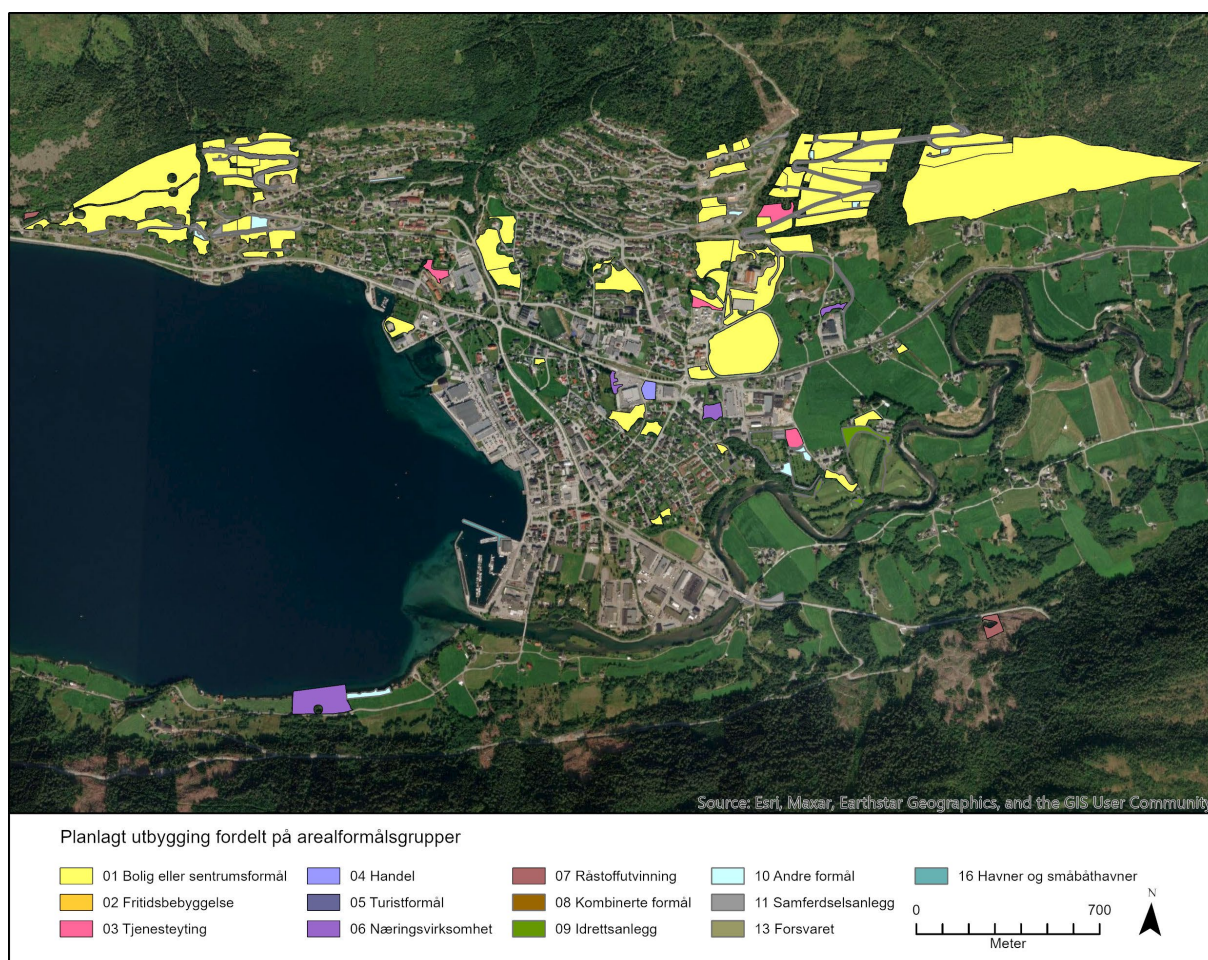 Source: Esri, Maxar, Earthstar Geographics, and the GIS User Community
Planlagt utbygging fordelt på arealformålsgrupper
01 Bolig eller sentrumsformål
02 Fritidsbebyggelse
03 Tjenesteyting
04 Handel
05 Turistformål
06 Næringsvirksomhet
07 Råstoffutvinning
08 Kombinerte formål
09 Idrettsanlegg
10 Andre formål
11 Samferdselsanlegg
13 Forsvaret
16 Havner og småbåthavner
N
0 700
Meter